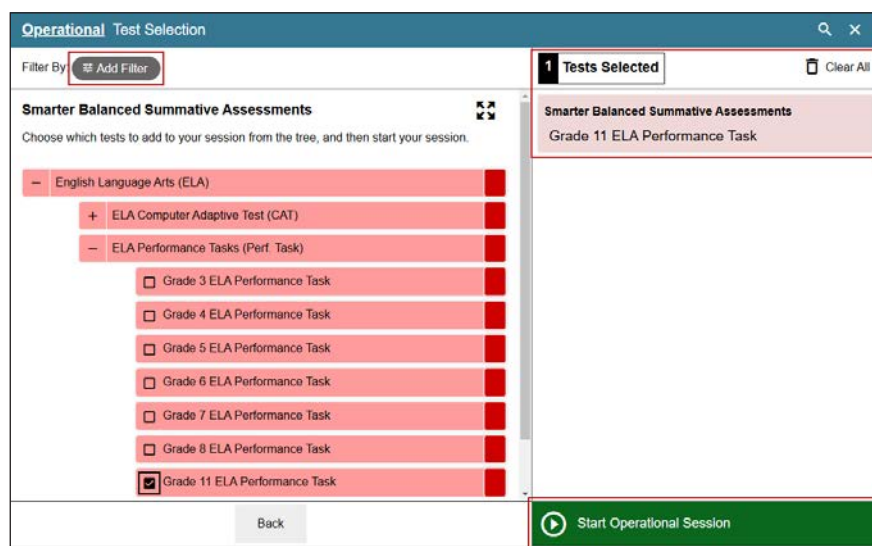 Operational Test Selection
Filter By: Add Filter
Smarter Balanced Summative Assessments
Choose which tests to add to your session from the tree, and then start your session.
English Language Arts (ELA)
ELA Computer Adaptive Test (CAT)
ELA Performance Tasks (Perf. Task)
Grade 3 ELA Performance Task
Grade 4 ELA Performance Task
Grade 5 ELA Performance Task
Grade 6 ELA Performance Task
Grade 7 ELA Performance Task
Grade 8 ELA Performance Task
Grade 11 ELA Performance Task
Back
1 Tests Selected
Clear All
Smarter Balanced Summative Assessments
Grade 11 ELA Performance Task
Start Operational Session